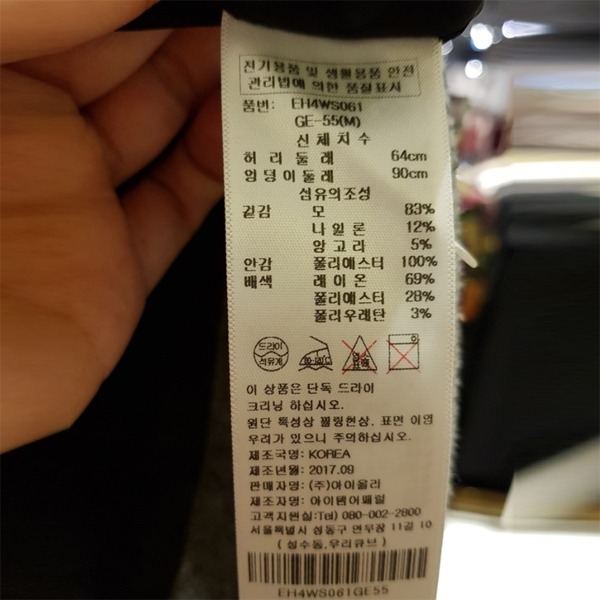 전기용품 및 생활용품 안전
관리법에 의한 품질표시
품번: EH4WS061
GE-55(M)
신체치수
허리둘레 64cm
엉덩이둘레 90cm
섬유의조성
겉감 모 83%
나일론 12%
앙고라 5%
안감 폴리에스터 100%
배색 레이온 69%
폴리에스터 28%
폴리우레탄 3%
드라이
석유계
이 상품은 단독 드라이
크리닝 하십시오.
원단 특성상 필링현상, 표면 이염
우려가 있으니 주의하십시오.
제조국명: KOREA
제조년월: 2017.09
판매자명: (주)아이올리
제조자명: 아이템어패럴
고객지원실:Tel) 080-002-2800
서울특별시 성동구 연무장 11길 10
(성수동,우리큐브)
EH4WS061GE55